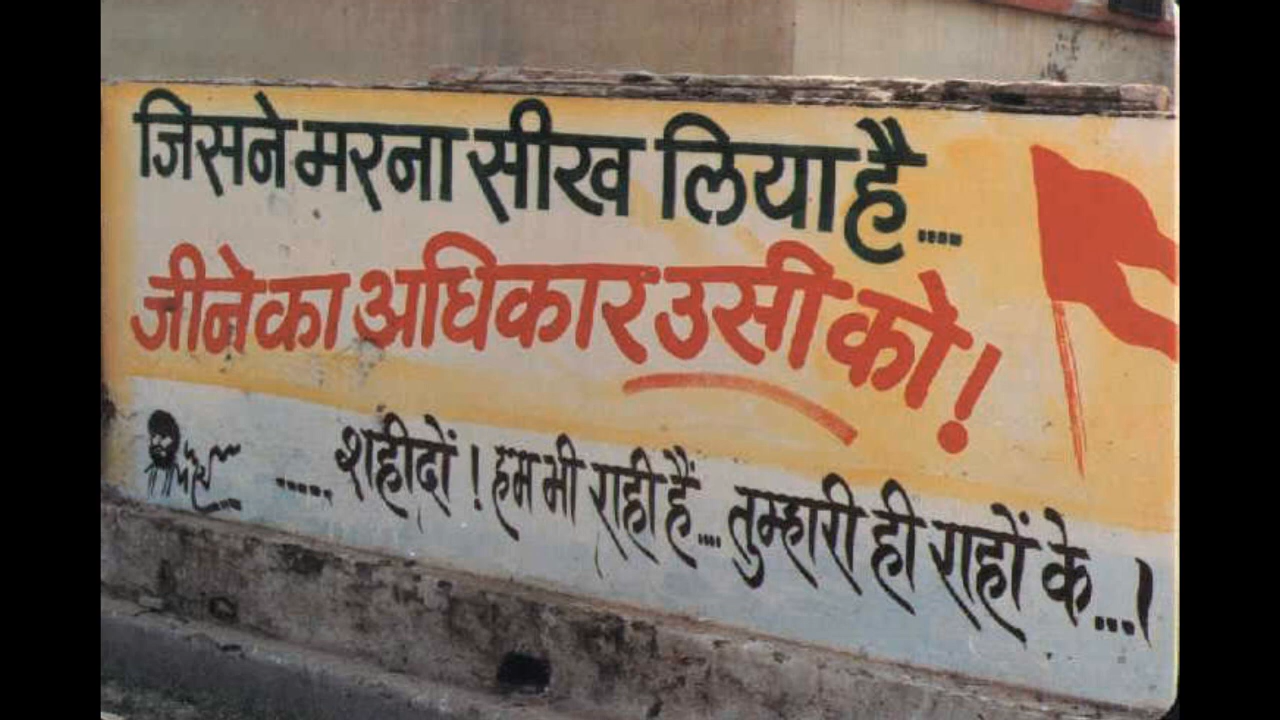 जिसने मरना सीख लिया है....
जीने का अधिकार उसी को!
..... शहीदों! हम भी राही हैं... तुम्हारी ही राहों के...।